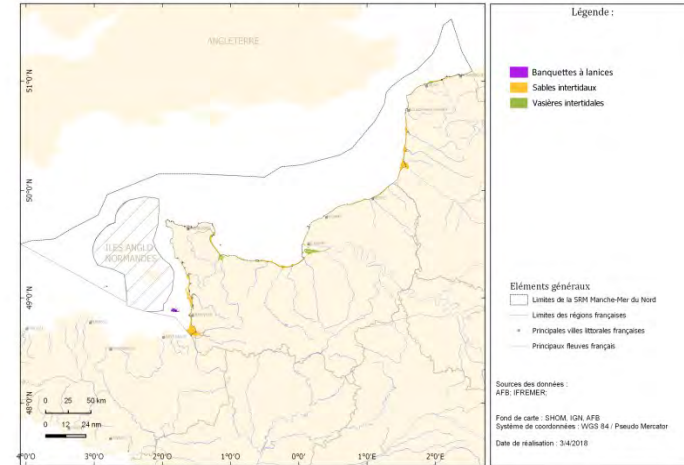 ANGLETERRE
ILES ANGLO
NORMANDES
51°0'N
50°0'N
49°0'N
48°0'N
4°0'O
3°0'O
2°0'O
1°0'O
0°0'E
1°0'E
2°0'E
0 25 50 km
0 12 24 nm
Légende :
Banquettes à lanices
Sables intertidaux
Vasières intertidales
Eléments généraux
Limites de la SRM Manche-Mer du Nord
Limites des régions françaises
Principales villes littorales françaises
Principaux fleuves français
Sources des données :
AFB; IFREMER;
Fond de carte : SHOM, IGN, AFB
Système de coordonnées : WGS 84 / Pseudo Mercator
Date de réalisation : 3/4/2018